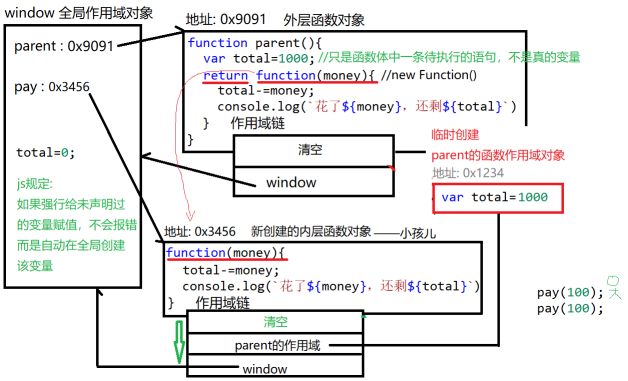 window 全局作用域对象
parent : 0x9091
pay : 0x3456
total=0;
js规定:
如果强行给未声明过
的变量赋值，不会报错
而是自动在全局创建
该变量
地址: 0x9091 外层函数对象
function parent(){
var total=1000; //只是函数体中一条待执行的语句，不是真的变量
return function(money){ //new Function()
total-=money;
console.log(`花了${money}，还剩${total}`)
} 作用域链
}
清空
window
临时创建
parent的函数作用域对象
地址: 0x1234
var total=1000
地址: 0x3456 新创建的内层函数对象 ——小孩儿
function(money){
total-=money;
console.log(`花了${money}，还剩${total}`)
} 作用域链
清空
parent的作用域
window
pay(100);
pay(100);